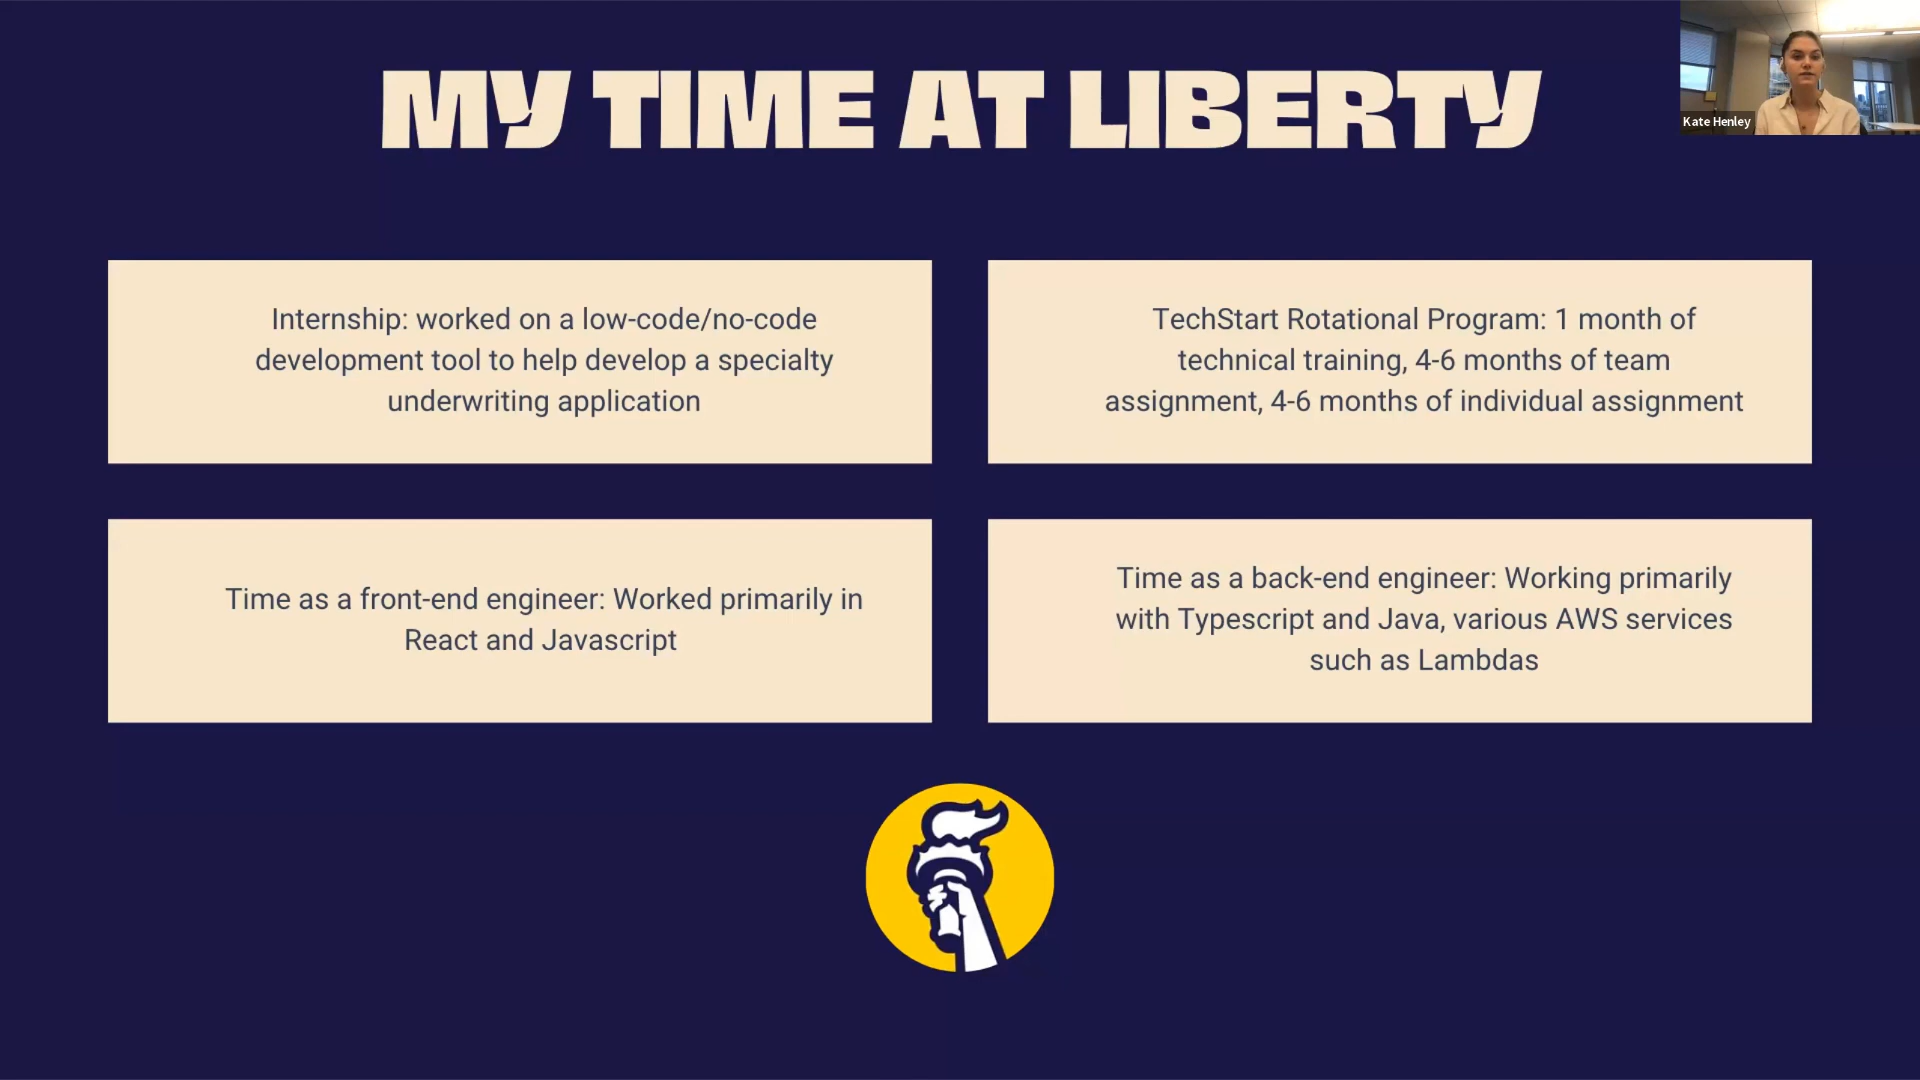 MY TIME AT LIBERTY
Kate Henley
Internship: worked on a low-code/no-code
development tool to help develop a specialty
underwriting application
TechStart Rotational Program: 1 month of
technical training, 4-6 months of team
assignment, 4-6 months of individual assignment
Time as a front-end engineer: Worked primarily in
React and Javascript
Time as a back-end engineer: Working primarily
with Typescript and Java, various AWS services
such as Lambdas